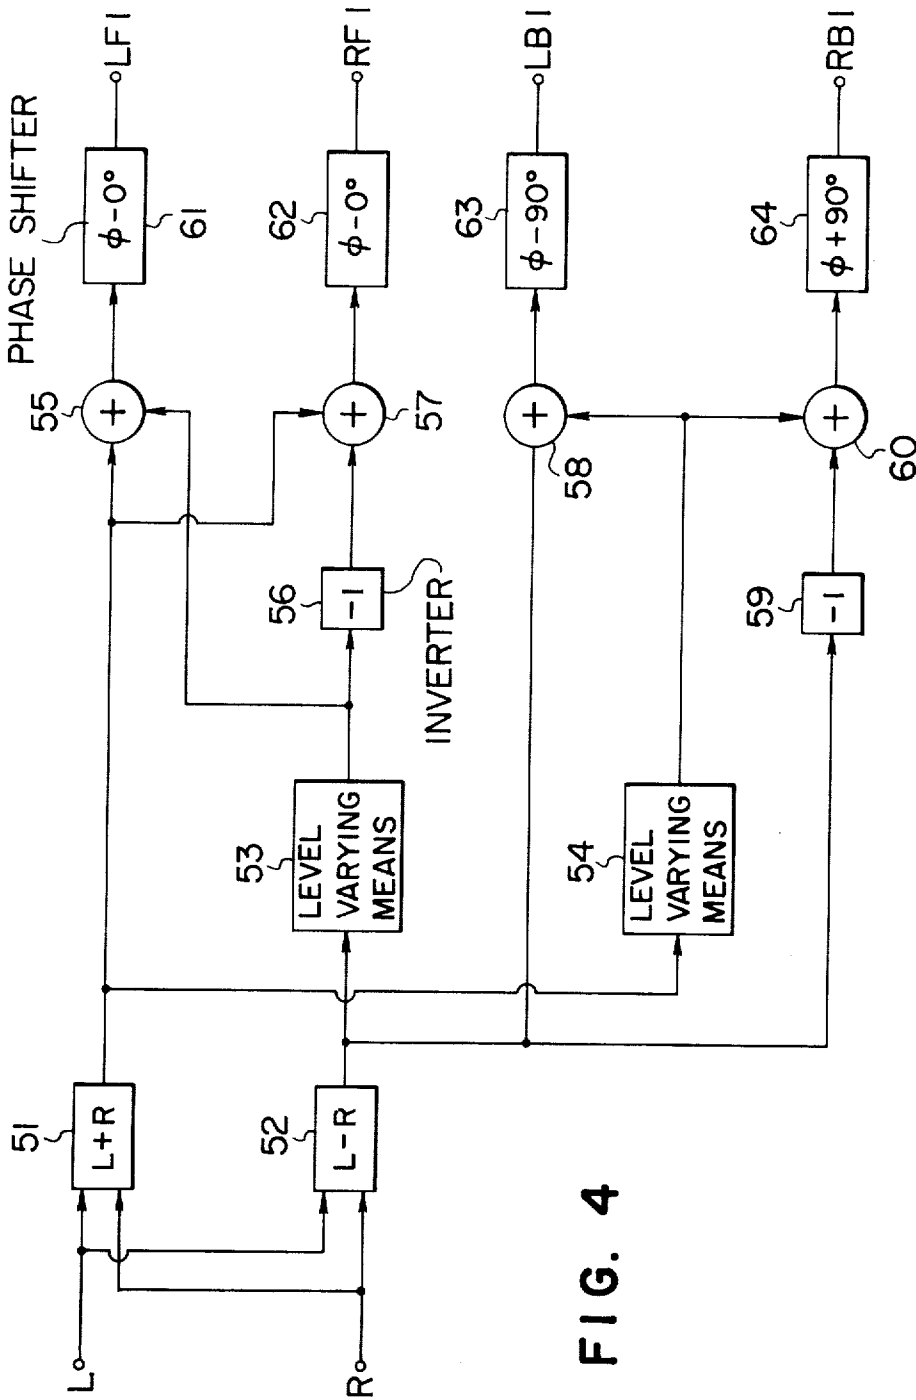 L
R
51
L+R
52
L-R
53
LEVEL
VARYING
MEANS
54
LEVEL
VARYING
MEANS
55
+
56
-1
INVERTER
57
+
58
+
59
-1
60
+
PHASE SHIFTER
ϕ-0°
61
LF1
62
ϕ-0°
RF1
63
ϕ-90°
LB1
64
ϕ+90°
RB1
FIG. 4